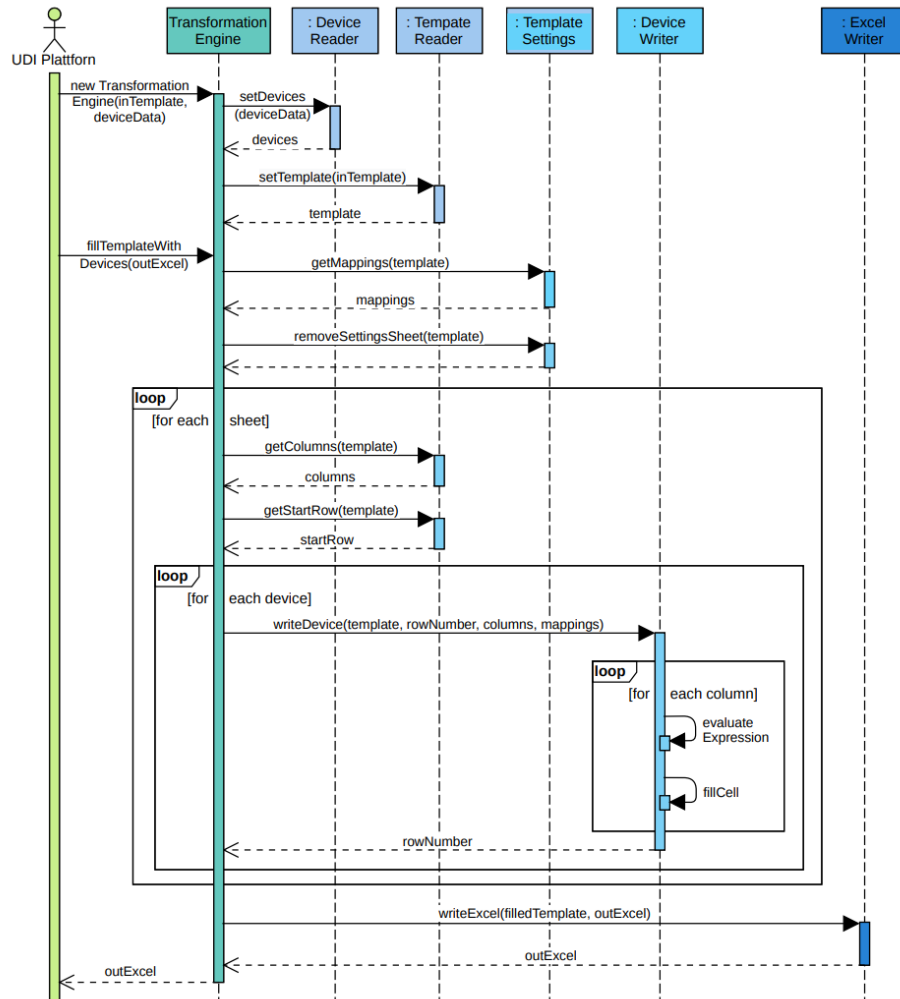 UDI Plattforn
Transformation
Engine
: Device
Reader
: Tempate
Reader
: Template
Settings
: Device
Writer
: Excel
Writer
new Transformation
Engine(inTemplate,
deviceData)
setDevices
(deviceData)
devices
setTemplate(inTemplate)
template
fillTemplateWith
Devices(outExcel)
getMappings(template)
mappings
removeSettingsSheet(template)
loop
[for each sheet]
getColumns(template)
columns
getStartRow(template)
startRow
loop
[for each device]
writeDevice(template, rowNumber, columns, mappings)
loop
[for each column]
evaluate
Expression
fillCell
rowNumber
writeExcel(filledTemplate, outExcel)
outExcel
outExcel